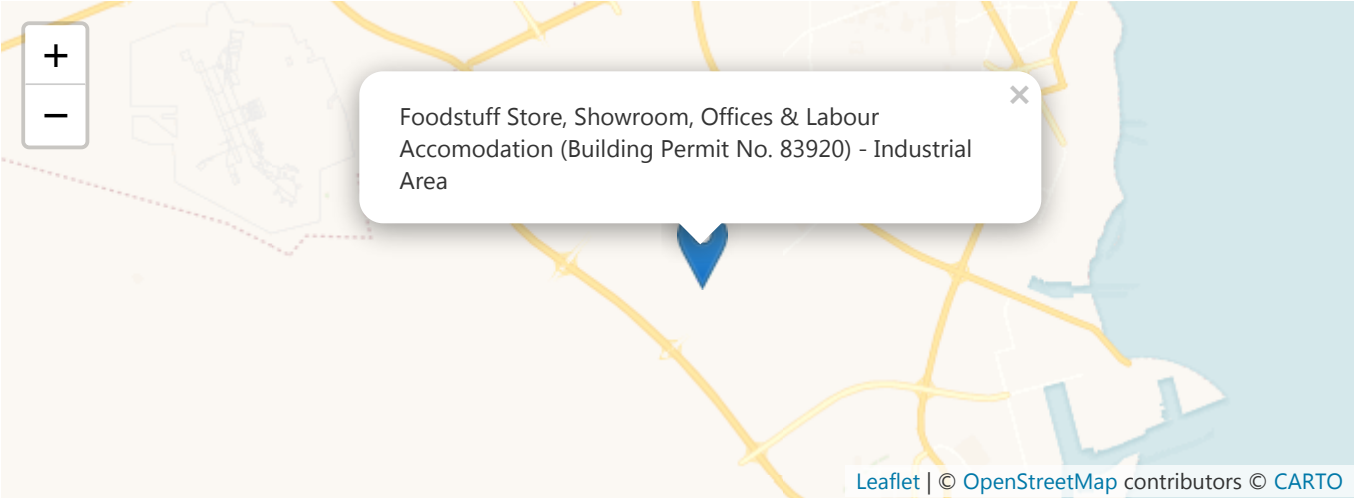 +
−
×
Foodstuff Store, Showroom, Offices & Labour
Accomodation (Building Permit No. 83920) - Industrial
Area
Leaflet | © OpenStreetMap contributors © CARTO